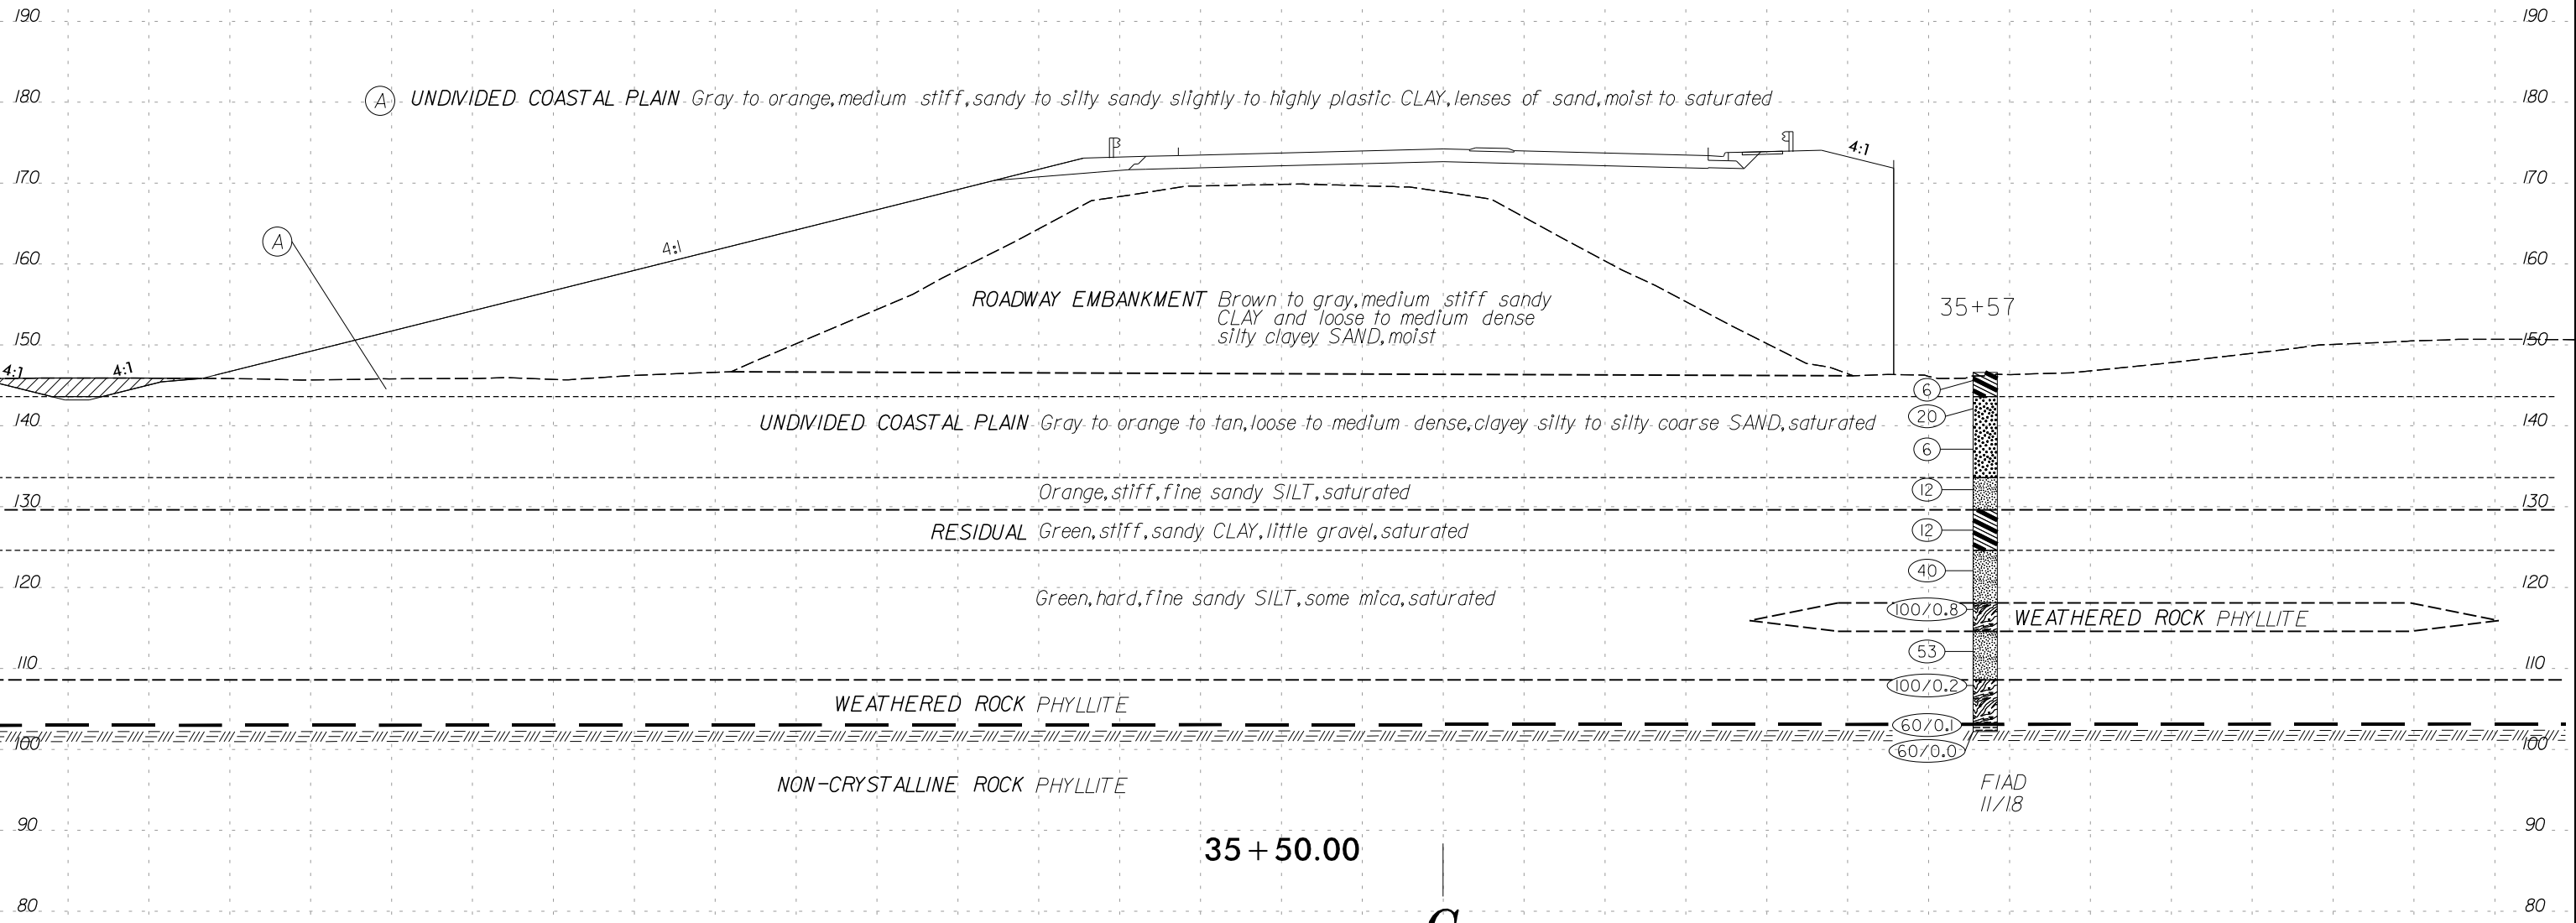 190 190
180 180
(A) UNDIVIDED COASTAL PLAIN Gray to orange, medium stiff, sandy to silty sandy slightly to highly plastic CLAY, lenses of sand, moist to saturated
4:1
170 170
A
4:1
160 160
ROADWAY EMBANKMENT Brown to gray, medium stiff sandy
CLAY and loose to medium dense
silty clayey SAND, moist
35+57
150 150
4:1 4:1
6
20
140 140
UNDIVIDED COASTAL PLAIN Gray to orange to tan, loose to medium dense, clayey silty to silty coarse SAND, saturated
6
Orange, stiff, fine sandy SILT, saturated
12
130 130
RESIDUAL Green, stiff, sandy CLAY, little gravel, saturated
12
40
120 120
Green, hard, fine sandy SILT, some mica, saturated
100/0.8
WEATHERED ROCK PHYLLITE
53
110 110
100/0.2
WEATHERED ROCK PHYLLITE
60/0.1
100 100
60/0.0
NON-CRYSTALLINE ROCK PHYLLITE
FIAD
11/18
90 90
35+50.00
80 80